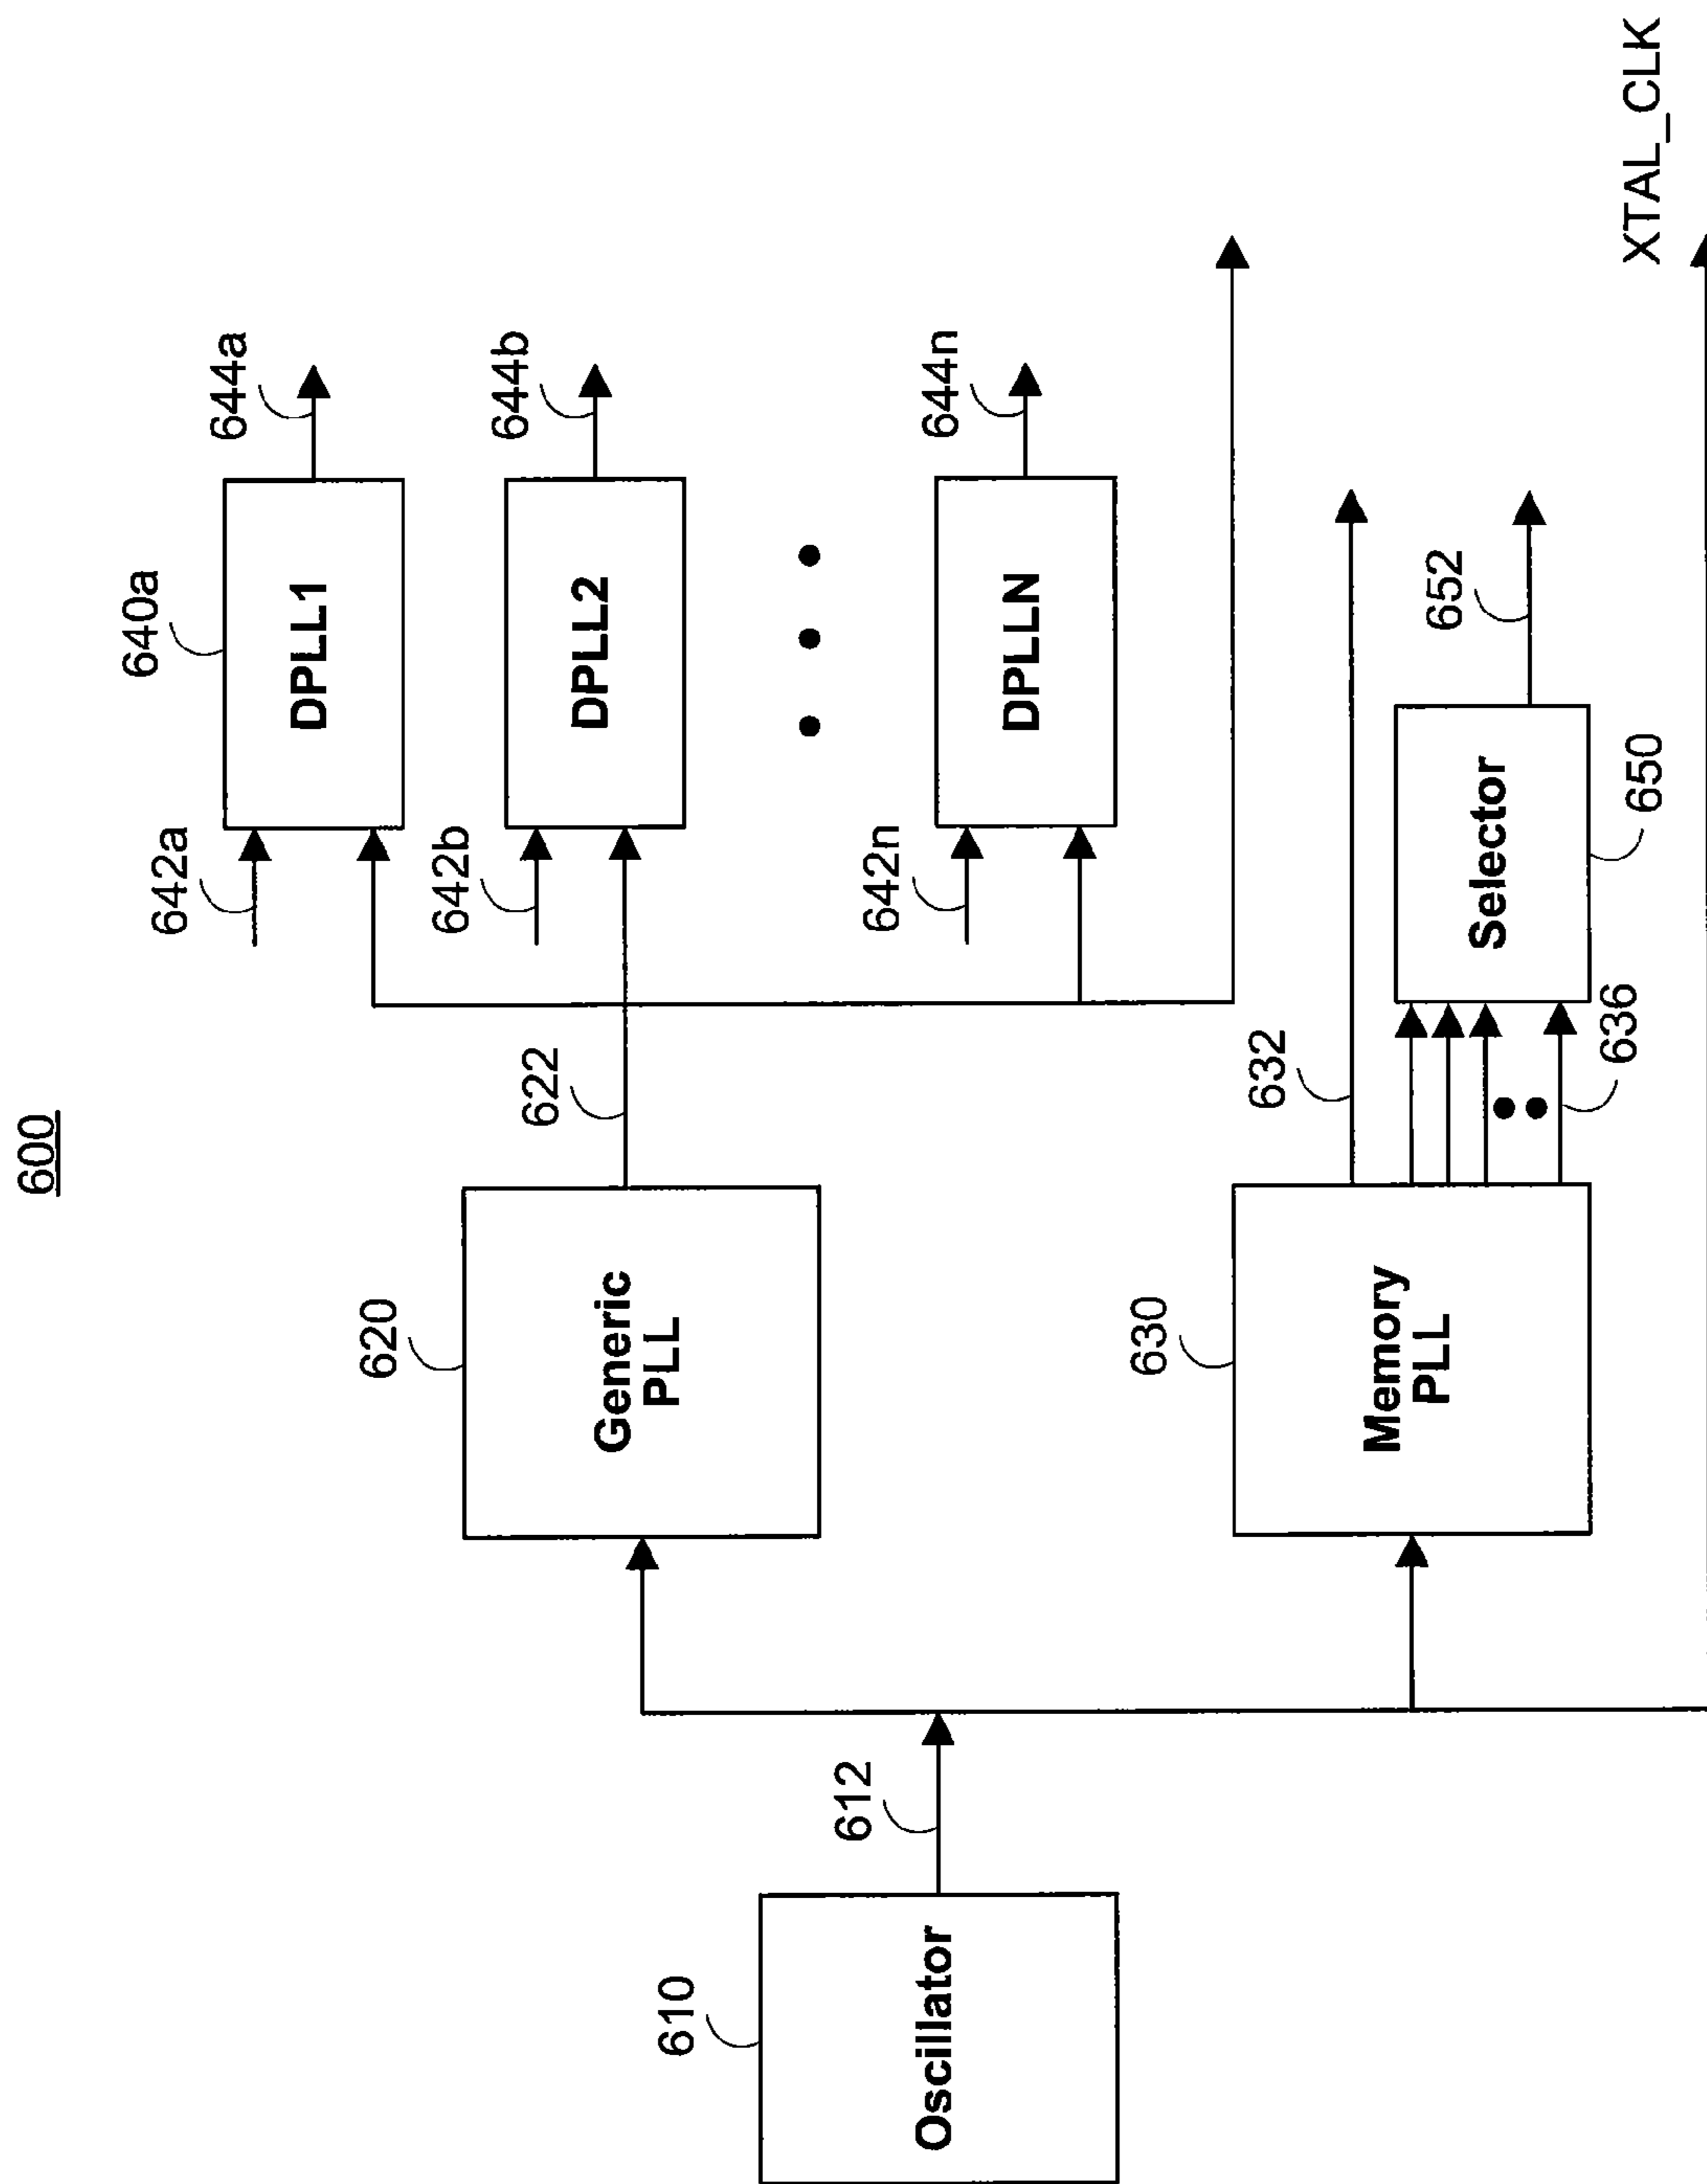 600
640a
642a
DPLL1
644a
642b
DPLL2
644b
622
620
Generic
PLL
642n
DPLLN
644n
610
Oscillator
612
630
Memory
PLL
632
636
Selector
650
652
XTAL_CLK